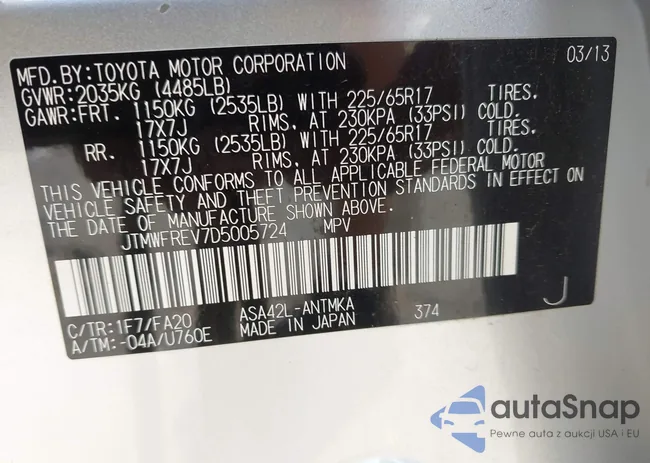 MFD.BY:TOYOTA MOTOR CORPORATION 03/13
GVWR:2035KG (4485LB)
GAWR:FRT. 1150KG (2535LB) WITH 225/65R17 TIRES.
17X7J RIMS, AT 230KPA (33PSI) COLD.
RR. 1150KG (2535LB) WITH 225/65R17 TIRES.
17X7J RIMS, AT 230KPA (33PSI) COLD.
THIS VEHICLE CONFORMS TO ALL APPLICABLE FEDERAL MOTOR
VEHICLE SAFETY AND THEFT PREVENTION STANDARDS IN EFFECT ON
THE DATE OF MANUFACTURE SHOWN ABOVE.
JTMWFREV7D5005724 MPV
C/TR:1F7/FA20 ASA42L-ANTMKA 374 J
A/TM:-04A/U760E MADE IN JAPAN
autaSnap
Pewne auta z aukcji USA i EU